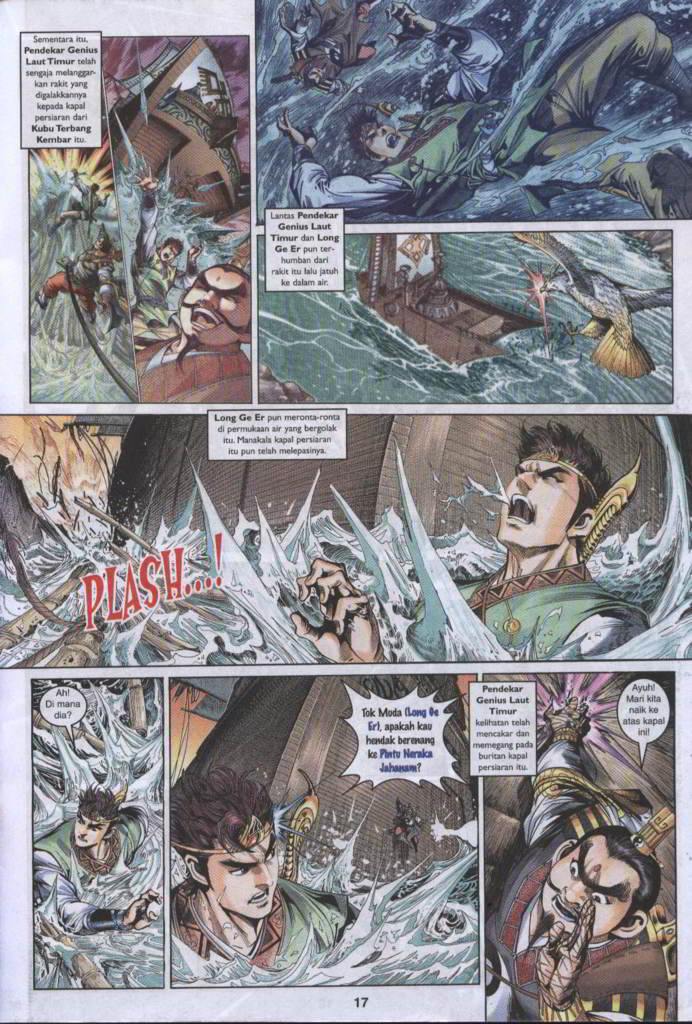 Sementara itu,
Pendekar Genius
Laut Timur telah
sengaja melanggar-
kan rakit yang
digalakkannya
kepada kapal
persiaran dari
Kubu Terbang
Kembar itu.
Lantas Pendekar
Genius Laut
Timur dan Long
Ge Er pun ter-
humban dari
rakit itu lalu jatuh
ke dalam air.
Long Ge Er pun meronta-ronta
di permukaan air yang bergolak
itu. Manakala kapal persiaran
itu pun telah melepasinya.
PLASH...!
Ah!
Di mana
dia?
Tok Muda (Long Ge
Er), apakah kau
hendak berenang
ke Pintu Neraka
Jahanam?
Pendekar
Genius Laut
Timur
kelihatan telah
mencakar dan
memegang pada
buritan kapal
persiaran itu.
Ayuh!
Mari kita
naik ke
atas kapal
ini!
17